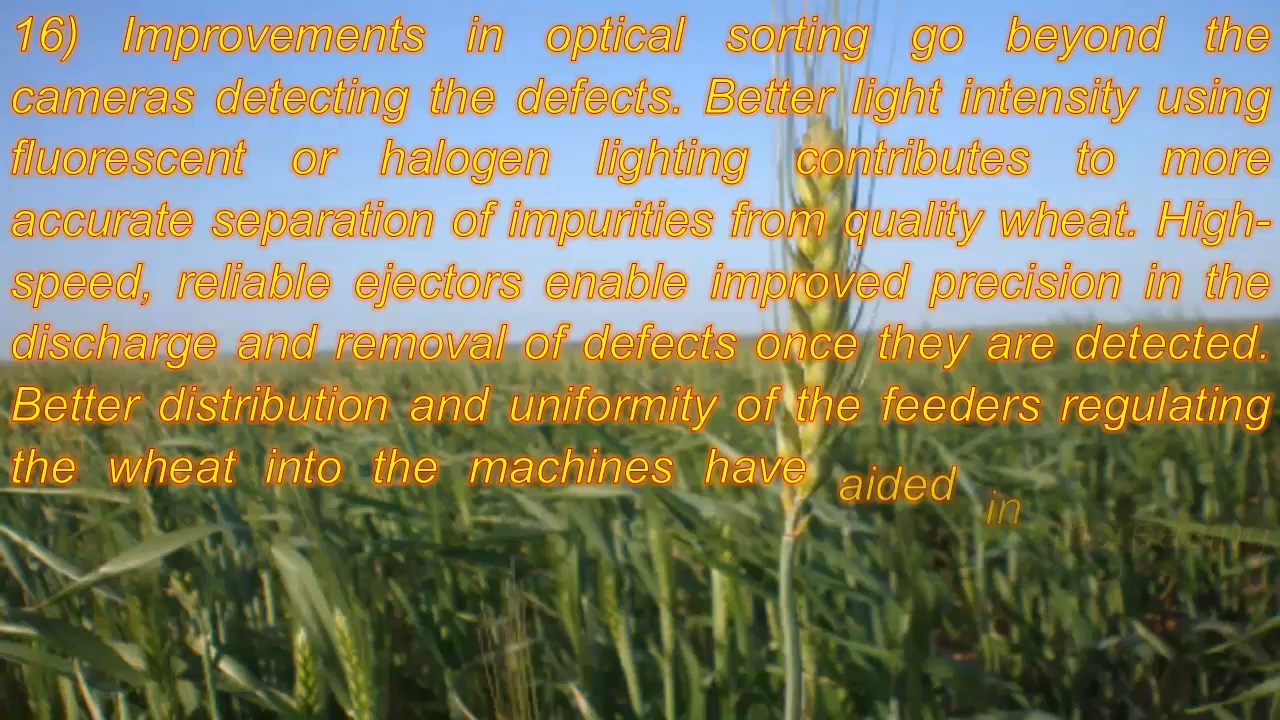 16) Improvements in optical sorting go beyond the
cameras detecting the defects. Better light intensity using
fluorescent or halogen lighting contributes to more
accurate separation of impurities from quality wheat. High-
speed, reliable ejectors enable improved precision in the
discharge and removal of defects once they are detected.
Better distribution and uniformity of the feeders regulating
the wheat into the machines have aided in